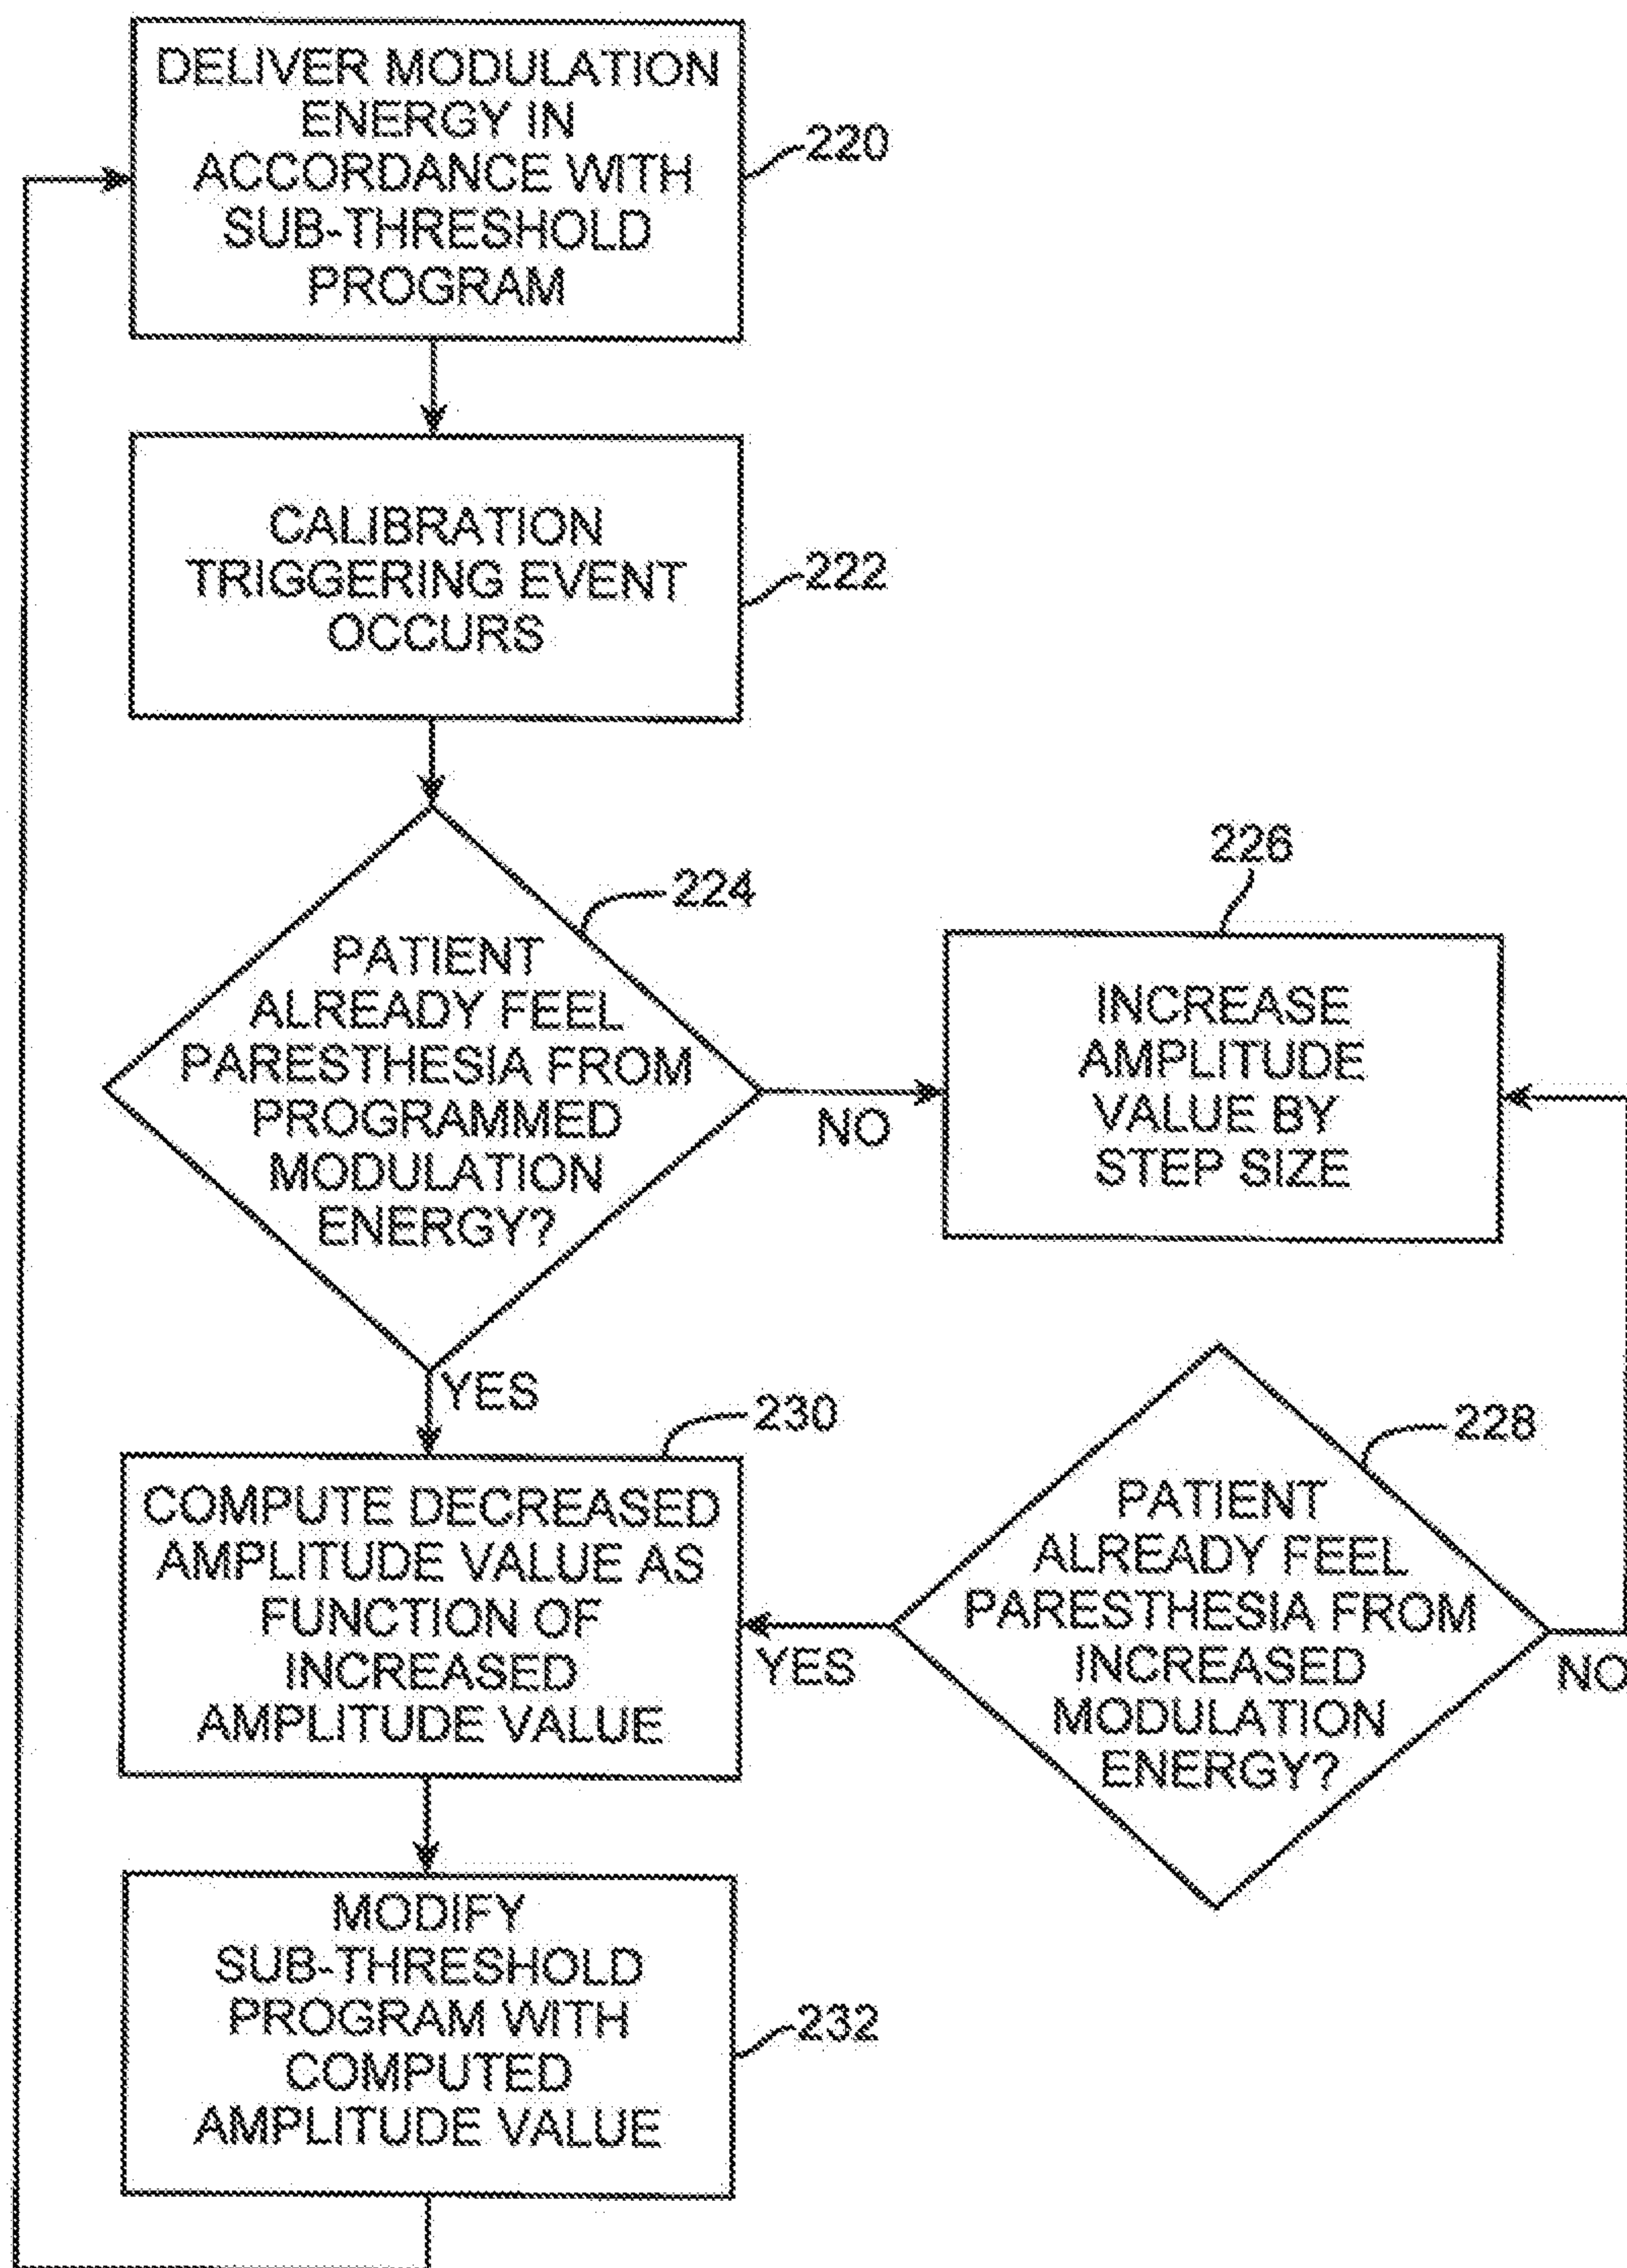 DELIVER MODULATION
ENERGY IN
ACCORDANCE WITH
SUB-THRESHOLD
PROGRAM
220
CALIBRATION
TRIGGERING EVENT
OCCURS
222
224
PATIENT
ALREADY FEEL
PARESTHESIA FROM
PROGRAMMED
MODULATION
ENERGY?
NO
YES
226
INCREASE
AMPLITUDE
VALUE BY
STEP SIZE
228
PATIENT
ALREADY FEEL
PARESTHESIA FROM
INCREASED
MODULATION
ENERGY?
NO
YES
230
COMPUTE DECREASED
AMPLITUDE VALUE AS
FUNCTION OF
INCREASED
AMPLITUDE VALUE
MODIFY
SUB-THRESHOLD
PROGRAM WITH
COMPUTED
AMPLITUDE VALUE
232